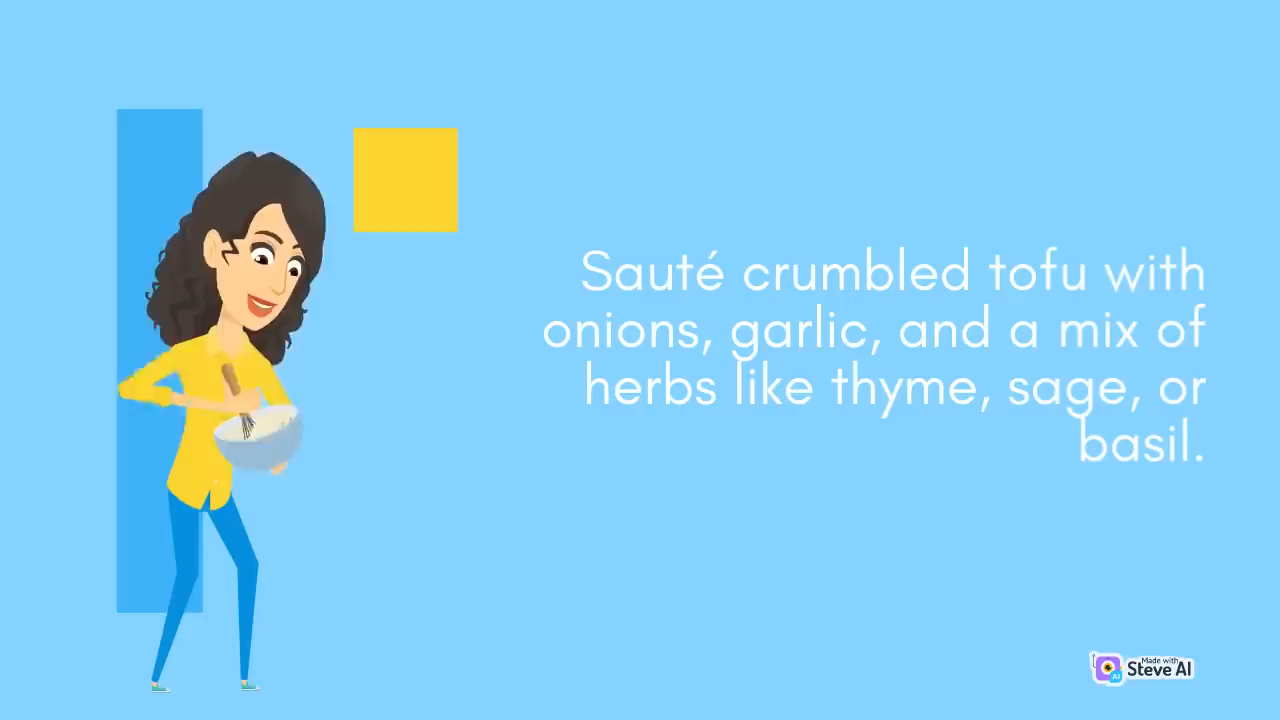 Sauté crumbled tofu with
onions, garlic, and a mix of
herbs like thyme, sage, or
basil.
Made with
Steve AI
AI